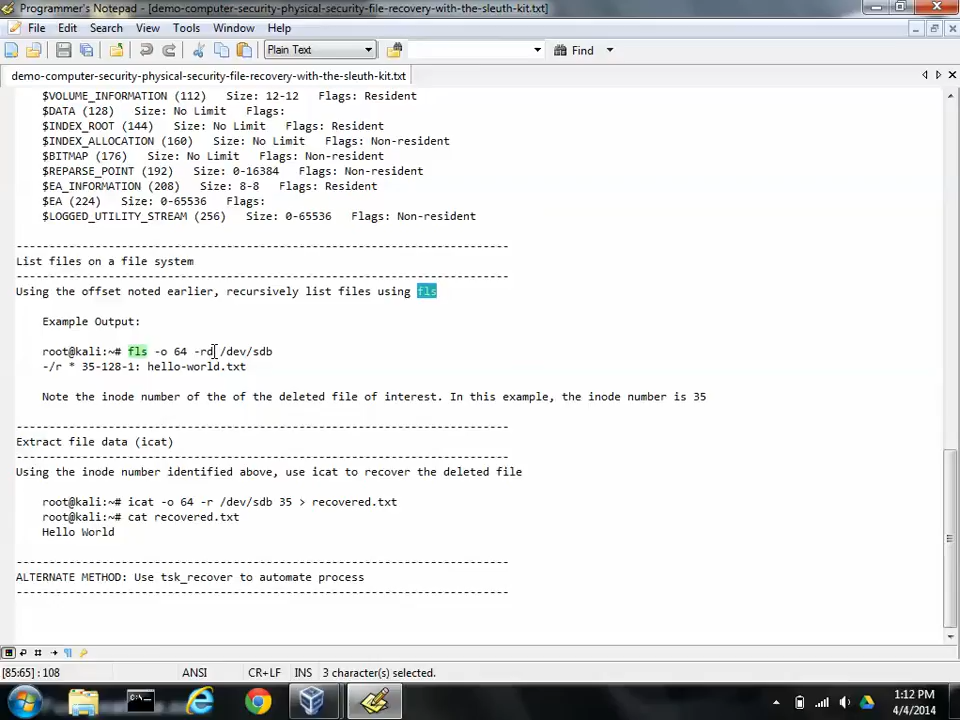 Programmer's Notepad - [demo-computer-security-physical-security-file-recovery-with-the-sleuth-kit.txt]
File Edit Search View Tools Window Help
Plain Text Find
demo-computer-security-physical-security-file-recovery-with-the-sleuth-kit.txt
$VOLUME_INFORMATION (112) Size: 12-12 Flags: Resident
$DATA (128) Size: No Limit Flags:
$INDEX_ROOT (144) Size: No Limit Flags: Resident
$INDEX_ALLOCATION (160) Size: No Limit Flags: Non-resident
$BITMAP (176) Size: No Limit Flags: Non-resident
$REPARSE_POINT (192) Size: 0-16384 Flags: Non-resident
$EA_INFORMATION (208) Size: 8-8 Flags: Resident
$EA (224) Size: 0-65536 Flags:
$LOGGED_UTILITY_STREAM (256) Size: 0-65536 Flags: Non-resident
---------------------------------------------------------------------------
List files on a file system
---------------------------------------------------------------------------
Using the offset noted earlier, recursively list files using fls
Example Output:
root@kali:~# fls -o 64 -rd /dev/sdb
-/r * 35-128-1: hello-world.txt
Note the inode number of the of the deleted file of interest. In this example, the inode number is 35
---------------------------------------------------------------------------
Extract file data (icat)
---------------------------------------------------------------------------
Using the inode number identified above, use icat to recover the deleted file
root@kali:~# icat -o 64 -r /dev/sdb 35 > recovered.txt
root@kali:~# cat recovered.txt
Hello World
---------------------------------------------------------------------------
ALTERNATE METHOD: Use tsk_recover to automate process
---------------------------------------------------------------------------
[85:65] : 108 ANSI CR+LF INS 3 character(s) selected.
1:12 PM
4/4/2014